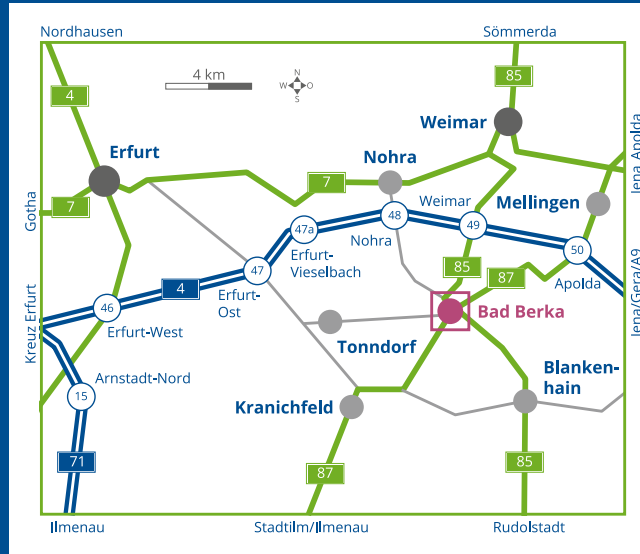 Nordhausen
Sömmerda
4 km
N
W
O
S
85
4
Weimar
Erfurt
Nohra
7
Mellingen
Jena Apolda
Gotha
7
Weimar
48
47a
49
Nohra
Erfurt-
Vieselbach
50
47
85
87
Apolda
4
Erfurt-
Ost
46
Erfurt-West
Bad Berka
Jena/Gera/A9
Kreuz Erfurt
Tonndorf
Arnstadt-Nord
Blanken-
hain
15
Kranichfeld
71
87
85
Ilmenau
Stadtilm/Ilmenau
Rudolstadt